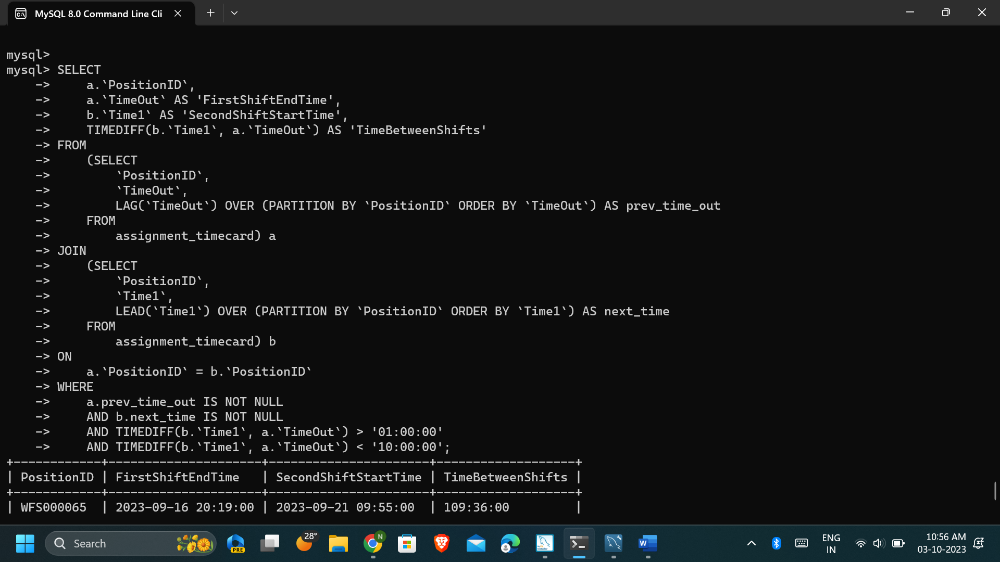 MySQL 8.0 Command Line Cli
mysql>
mysql> SELECT
    ->     a.`PositionID`,
    ->     a.`TimeOut` AS 'FirstShiftEndTime',
    ->     b.`Time1` AS 'SecondShiftStartTime',
    ->     TIMEDIFF(b.`Time1`, a.`TimeOut`) AS 'TimeBetweenShifts'
    -> FROM
    ->     (SELECT
    ->         `PositionID`,
    ->         `TimeOut`,
    ->         LAG(`TimeOut`) OVER (PARTITION BY `PositionID` ORDER BY `TimeOut`) AS prev_time_out
    ->     FROM
    ->         assignment_timecard) a
    -> JOIN
    ->     (SELECT
    ->         `PositionID`,
    ->         `Time1`,
    ->         LEAD(`Time1`) OVER (PARTITION BY `PositionID` ORDER BY `Time1`) AS next_time
    ->     FROM
    ->         assignment_timecard) b
    -> ON
    ->     a.`PositionID` = b.`PositionID`
    -> WHERE
    ->     a.prev_time_out IS NOT NULL
    ->     AND b.next_time IS NOT NULL
    ->     AND TIMEDIFF(b.`Time1`, a.`TimeOut`) > '01:00:00'
    ->     AND TIMEDIFF(b.`Time1`, a.`TimeOut`) < '10:00:00';
+------------+---------------------+----------------------+-------------------+
| PositionID | FirstShiftEndTime   | SecondShiftStartTime | TimeBetweenShifts |
+------------+---------------------+----------------------+-------------------+
| WFS000065  | 2023-09-16 20:19:00 | 2023-09-21 09:55:00  | 109:36:00         |
Search
PRE
28°
N
W
ENG
IN
10:56 AM
03-10-2023